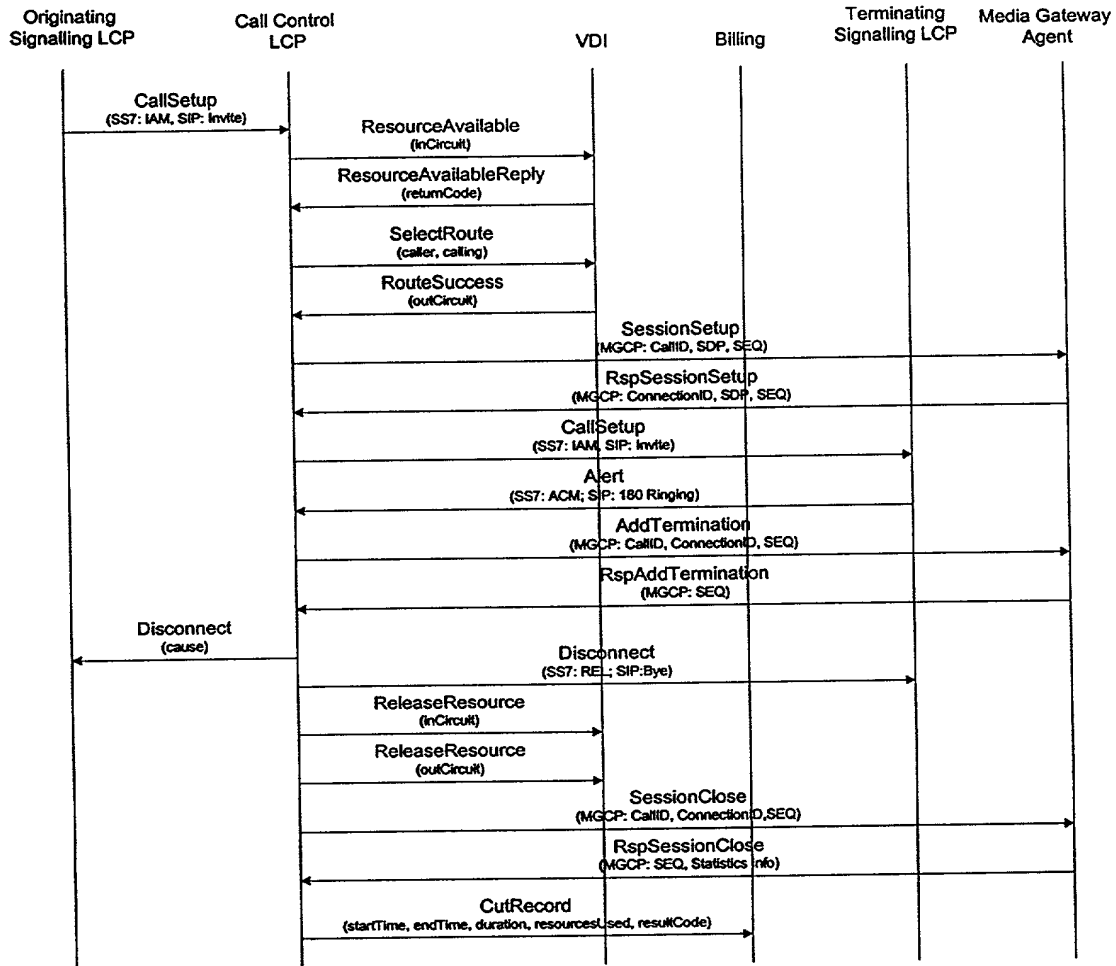 Originating
Signalling LCP
Call Control
LCP
VDI
Billing
Terminating
Signalling LCP
Media Gateway
Agent
CallSetup
(SS7: IAM, SIP: Invite)
ResourceAvailable
(inCircuit)
ResourceAvailableReply
(returnCode)
SelectRoute
(caller, calling)
RouteSuccess
(outCircuit)
SessionSetup
(MGCP: CallID, SDP, SEQ)
RspSessionSetup
(MGCP: ConnectionID, SDP, SEQ)
CallSetup
(SS7: IAM, SIP: Invite)
Alert
(SS7: ACM; SIP: 180 Ringing)
AddTermination
(MGCP: CallID, ConnectionID, SEQ)
RspAddTermination
(MGCP: SEQ)
Disconnect
(cause)
Disconnect
(SS7: REL; SIP:Bye)
ReleaseResource
(inCircuit)
ReleaseResource
(outCircuit)
SessionClose
(MGCP: CallID, ConnectionID,SEQ)
RspSessionClose
(MGCP: SEQ, Statistics Info)
CutRecord
(startTime, endTime, duration, resourcesUsed, resultCode)